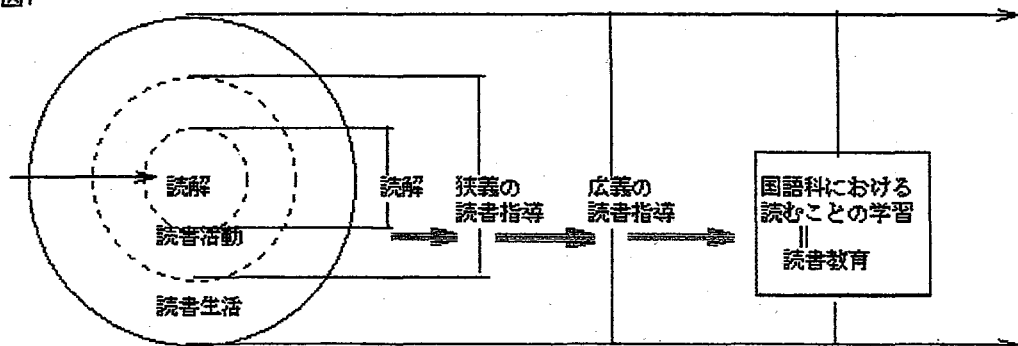 読解
読書活動
読書生活
読解
狭義の
読書指導
広義の
読書指導
国語科における
読むことの学習
||
読書教育